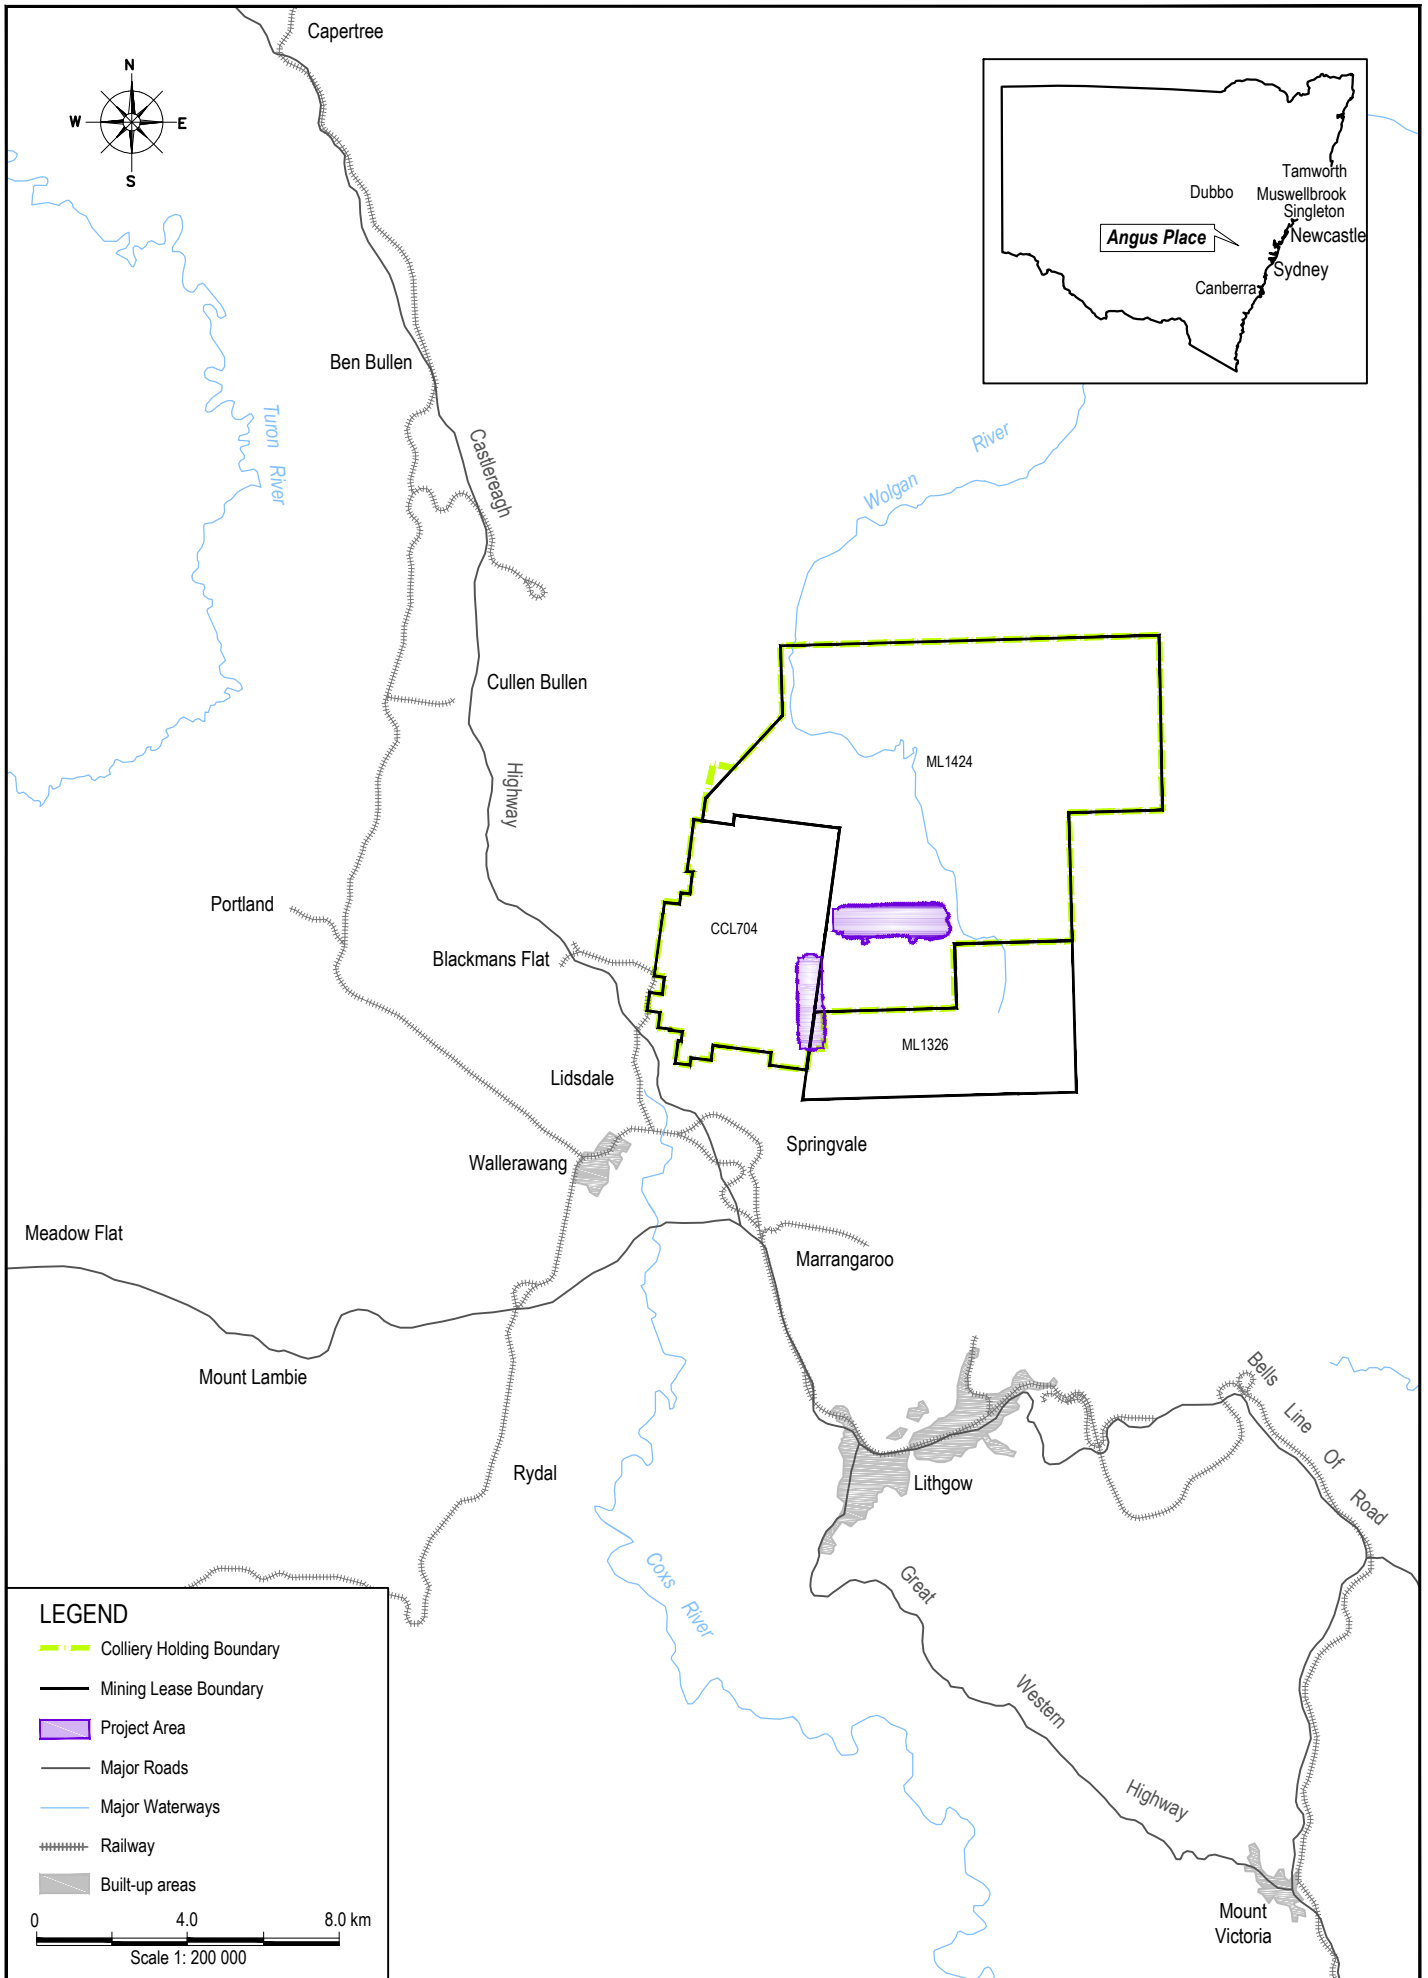 Capertree
N
W
E
S
Tamworth
Dubbo
Muswellbrook
Singleton
Angus Place
Newcastle
Sydney
Canberra
Ben Bullen
Turon River
Castlereagh
Wolgan River
Cullen Bullen
Highway
ML1424
Portland
CCL704
Blackmans Flat
ML1326
Lidsdale
Springvale
Wallerawang
Meadow Flat
Marrangaroo
Mount Lambie
Bells Line Of Road
Rydal
Lithgow
Coxs River
Great Western Highway
Mount
Victoria
LEGEND
Colliery Holding Boundary
Mining Lease Boundary
Project Area
Major Roads
Major Waterways
Railway
Built-up areas
0 4.0 8.0 km
Scale 1: 200 000